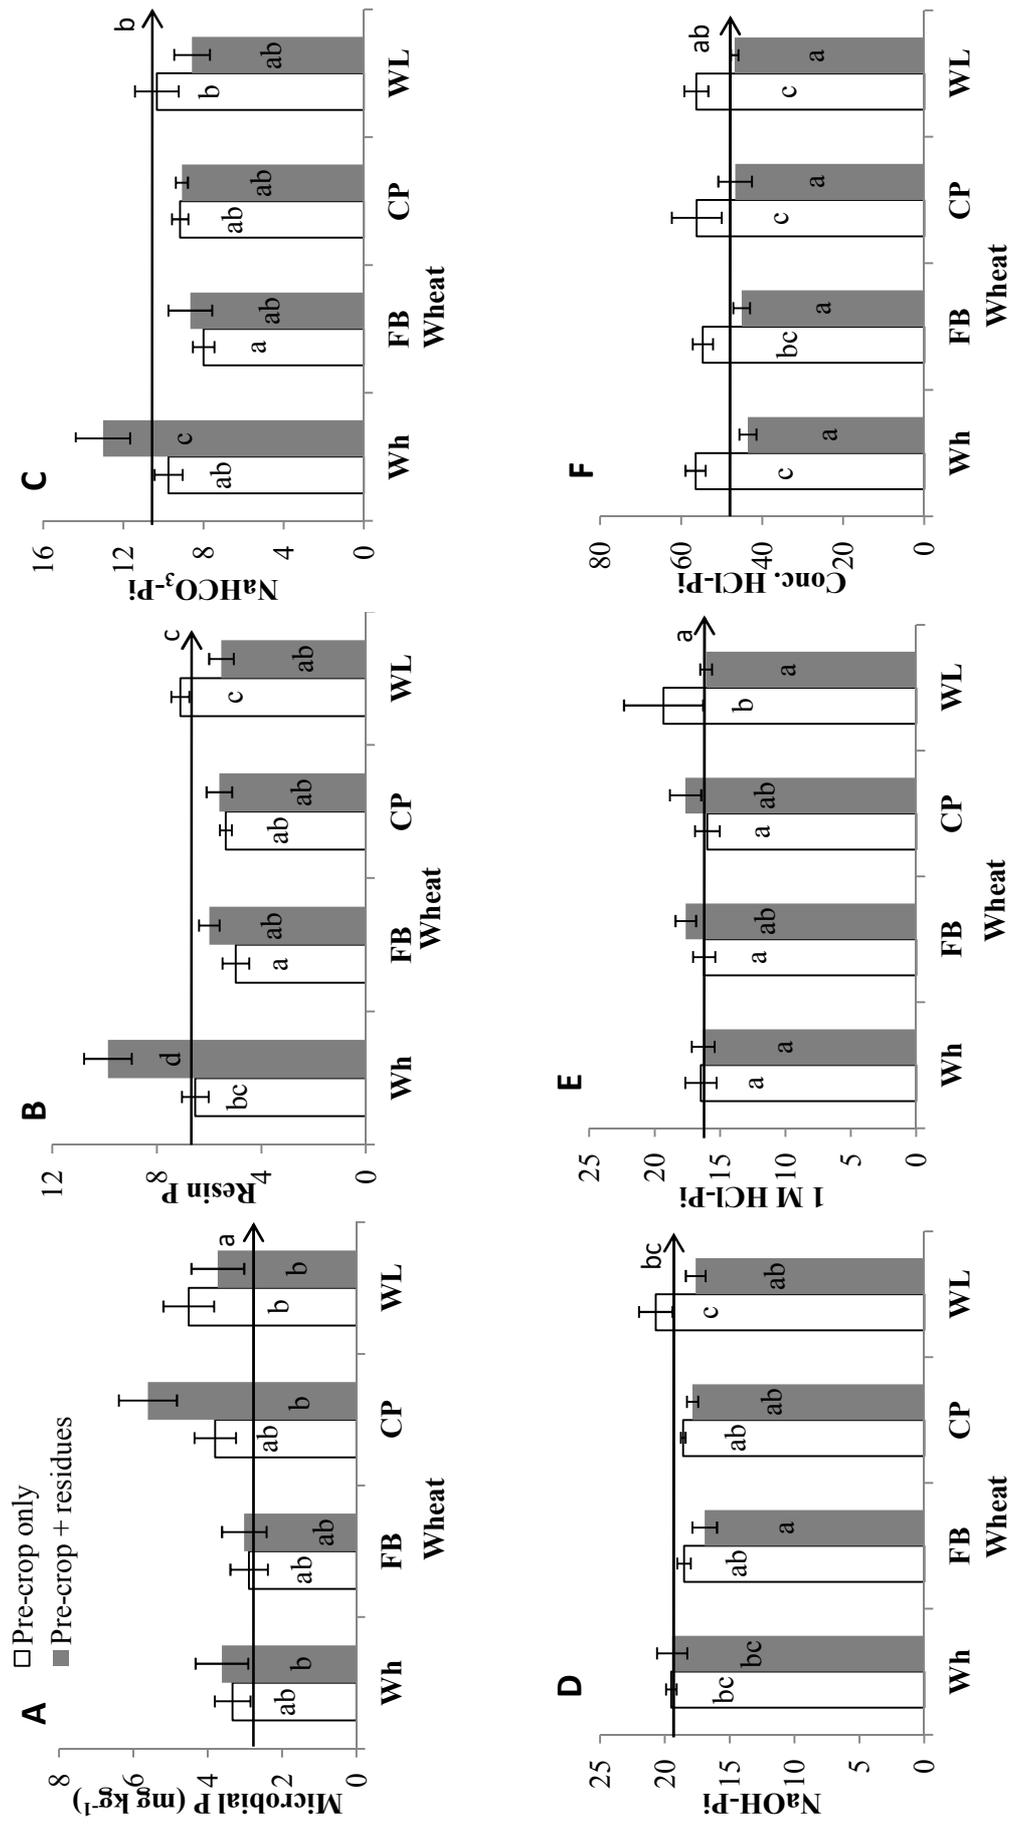 □ Pre-crop only
■ Pre-crop + residues
A
Microbial P (mg kg⁻¹)
8
6
4
2
0
ab
b
ab
ab
ab
b
b
b
a
Wh
FB
CP
WL
Wheat
B
Resin P
12
8
4
0
bc
d
a
ab
ab
ab
c
ab
c
Wh
FB
CP
WL
Wheat
C
NaHCO₃-Pi
16
12
8
4
0
ab
c
a
ab
ab
ab
b
ab
b
Wh
FB
CP
WL
Wheat
D
NaOH-Pi
25
20
15
10
5
0
bc
bc
ab
a
ab
ab
c
ab
bc
Wh
FB
CP
WL
Wheat
E
1 M HCl-Pi
25
20
15
10
5
0
a
a
a
ab
a
ab
b
a
a
Wh
FB
CP
WL
Wheat
F
Conc. HCl-Pi
80
60
40
20
0
c
a
bc
a
c
a
c
a
ab
Wh
FB
CP
WL
Wheat